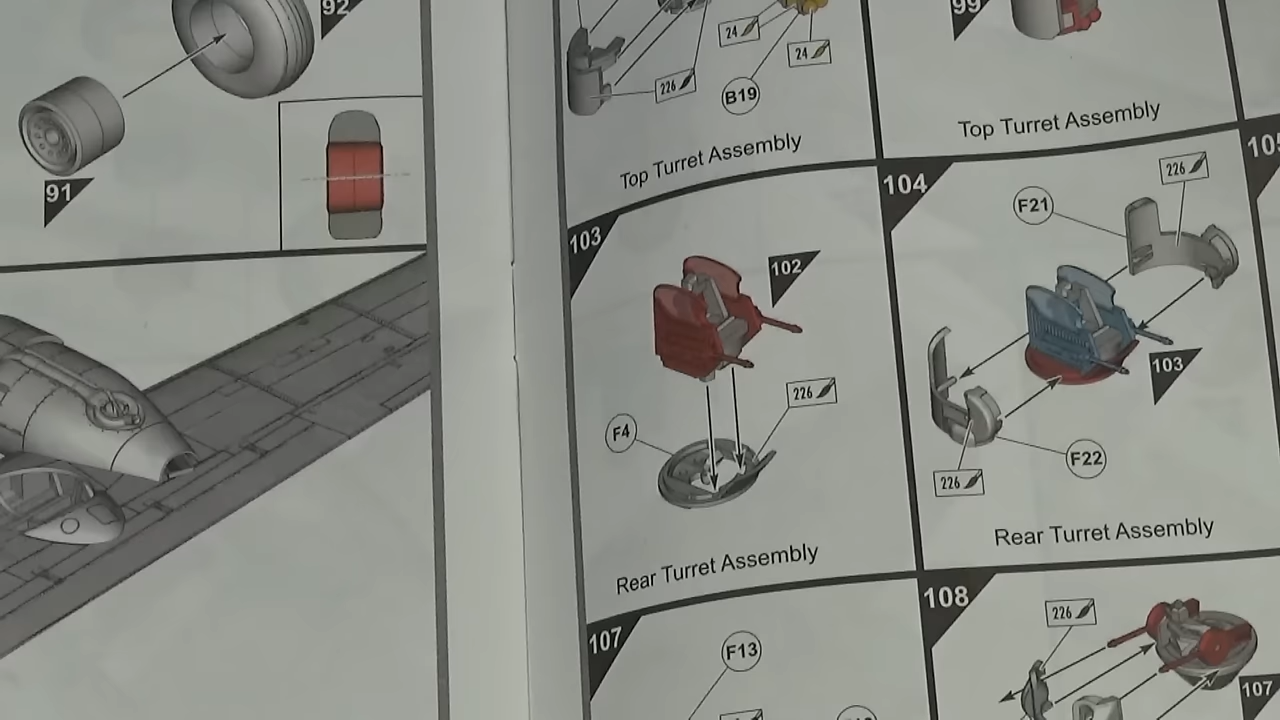 92
91
24
24
226
B19
Top Turret Assembly
99
Top Turret Assembly
103
102
226
F4
Rear Turret Assembly
104
226
F21
103
F22
226
Rear Turret Assembly
105
107
F13
108
226
107